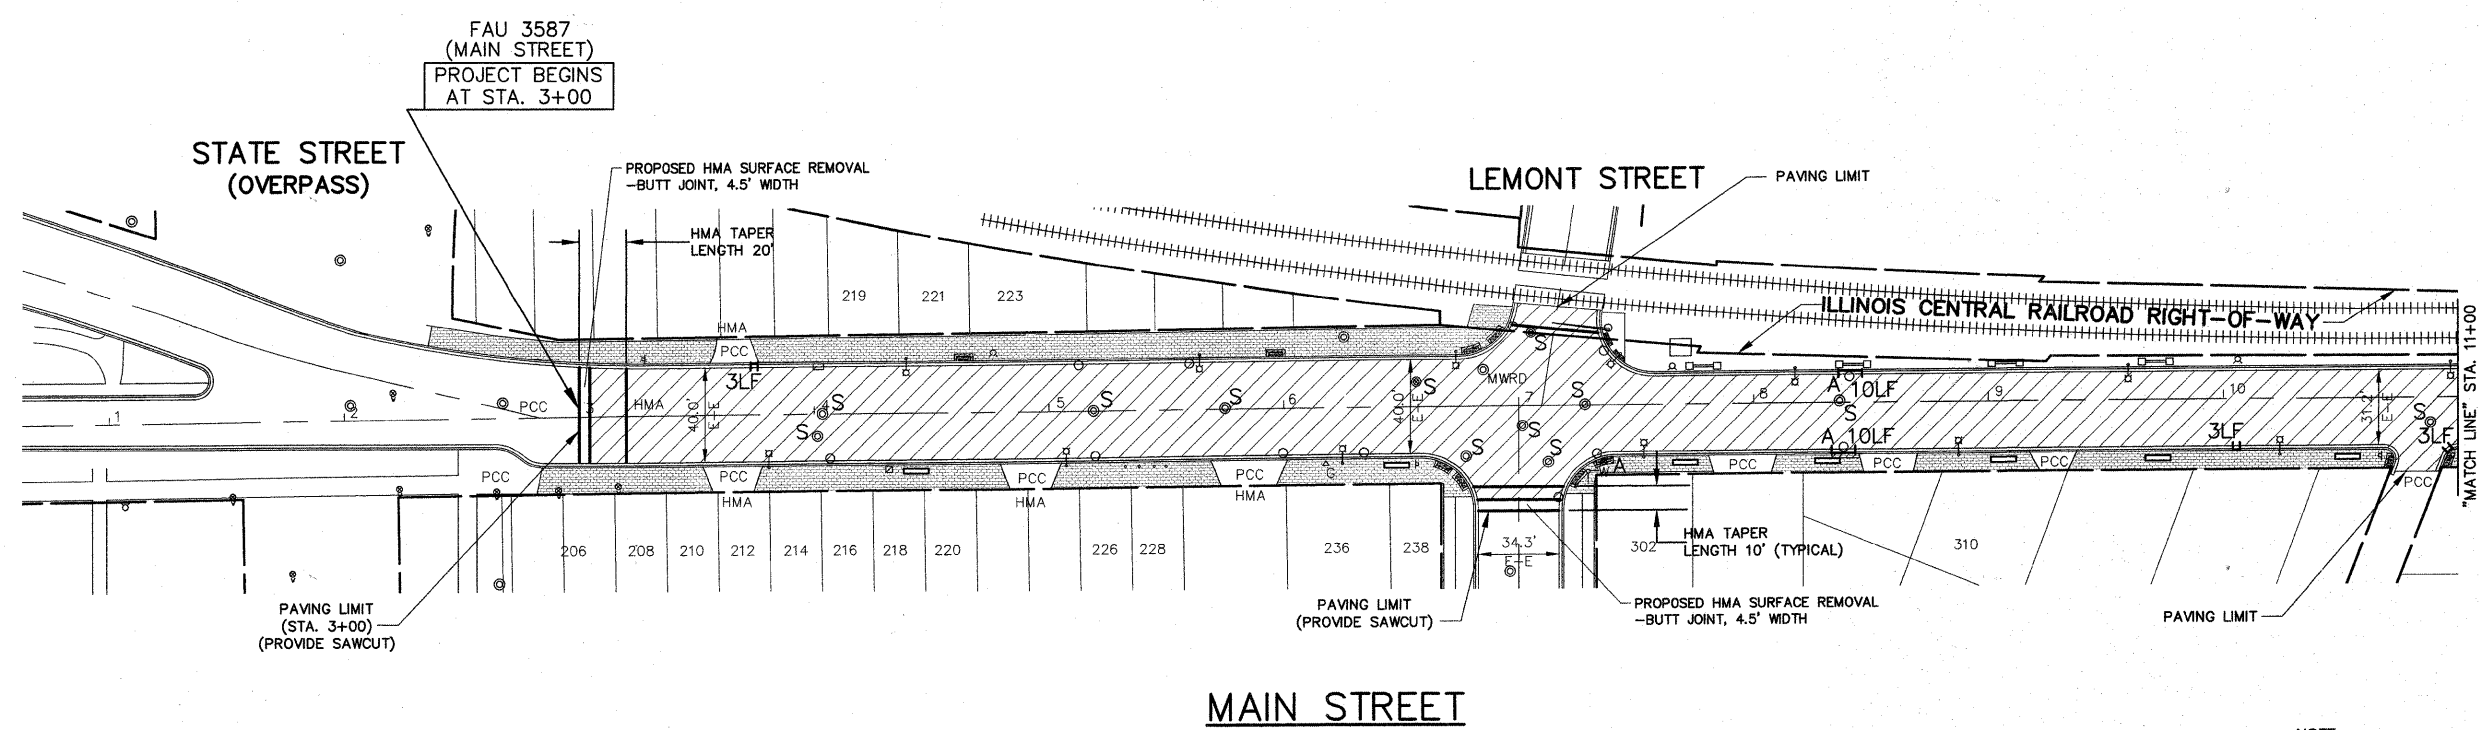 FAU 3587
(MAIN STREET)
PROJECT BEGINS
AT STA. 3+00
STATE STREET
(OVERPASS)
PROPOSED HMA SURFACE REMOVAL
-BUTT JOINT, 4.5' WIDTH
HMA TAPER
LENGTH 20'
LEMONT STREET
PAVING LIMIT
219
221
223
ILLINOIS CENTRAL RAILROAD RIGHT-OF-WAY
"MATCH LINE" STA. 11+00
HMA
PCC
4
3LF
S
MWRD
S
A 10LF
1
2
PCC
3
HMA
40.0'
E-E
4
S
5
S
S
6
40.0'
E-E
S
7
8
S
9
10
31.2'
E-E
S
S
S
S
S
A 10LF
3LF
3LF
PCC
PCC
PCC
PCC
G
A
PCC
PCC
PCC
PCC
HMA
HMA
HMA
206
208
210
212
214
216
218
220
226
228
236
238
34.3'
E-E
302
HMA TAPER
LENGTH 10' (TYPICAL)
310
PAVING LIMIT
(STA. 3+00)
(PROVIDE SAWCUT)
PAVING LIMIT
(PROVIDE SAWCUT)
PROPOSED HMA SURFACE REMOVAL
-BUTT JOINT, 4.5' WIDTH
PAVING LIMIT
MAIN STREET